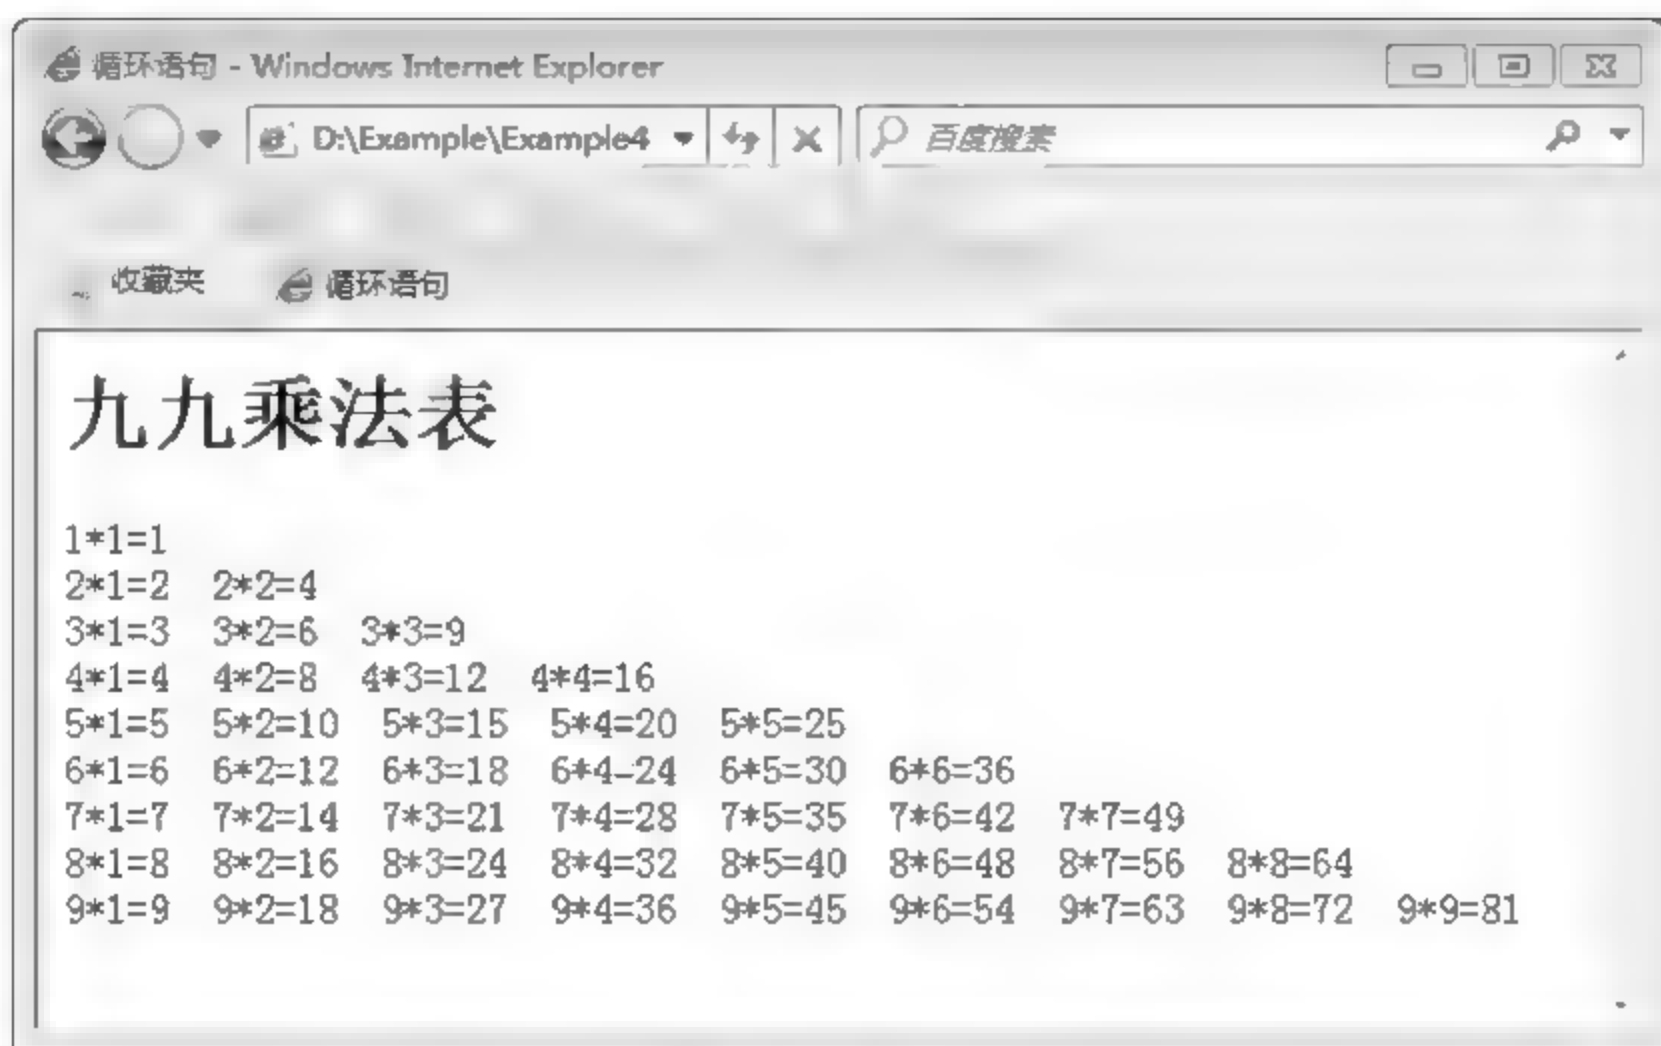 循环语句 - Windows Internet Explorer
D:\Example\Example4 百度搜索
收藏夹 循环语句
九九乘法表
1*1=1
2*1=2 2*2=4
3*1=3 3*2=6 3*3=9
4*1=4 4*2=8 4*3=12 4*4=16
5*1=5 5*2=10 5*3=15 5*4=20 5*5=25
6*1=6 6*2=12 6*3=18 6*4=24 6*5=30 6*6=36
7*1=7 7*2=14 7*3=21 7*4=28 7*5=35 7*6=42 7*7=49
8*1=8 8*2=16 8*3=24 8*4=32 8*5=40 8*6=48 8*7=56 8*8=64
9*1=9 9*2=18 9*3=27 9*4=36 9*5=45 9*6=54 9*7=63 9*8=72 9*9=81